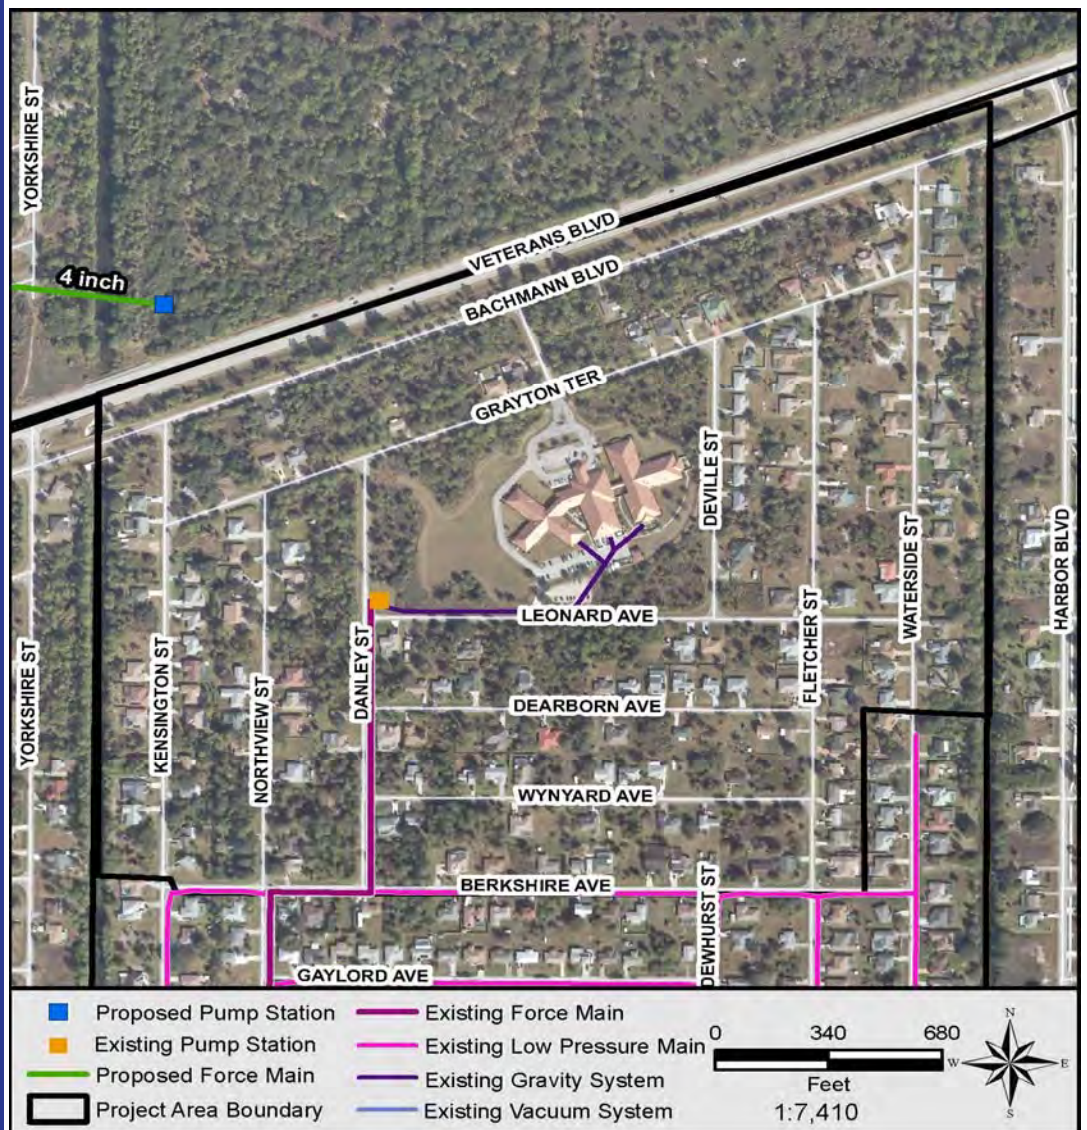 YORKSHIRE ST
4 inch
VETERANS BLVD
BACHMANN BLVD
GRAYTON TER
DEVILLE ST
WATERSIDE ST
HARBOR BLVD
LEONARD AVE
FLETCHER ST
YORKSHIRE ST
KENSINGTON ST
NORTHVIEW ST
DANLEY ST
DEARBORN AVE
WYNYARD AVE
BERKSHIRE AVE
DEWHURST ST
GAYLORD AVE
Proposed Pump Station
Existing Pump Station
Proposed Force Main
Project Area Boundary
Existing Force Main
Existing Low Pressure Main
Existing Gravity System
Existing Vacuum System
0 340 680
Feet
1:7,410
N
W E
S